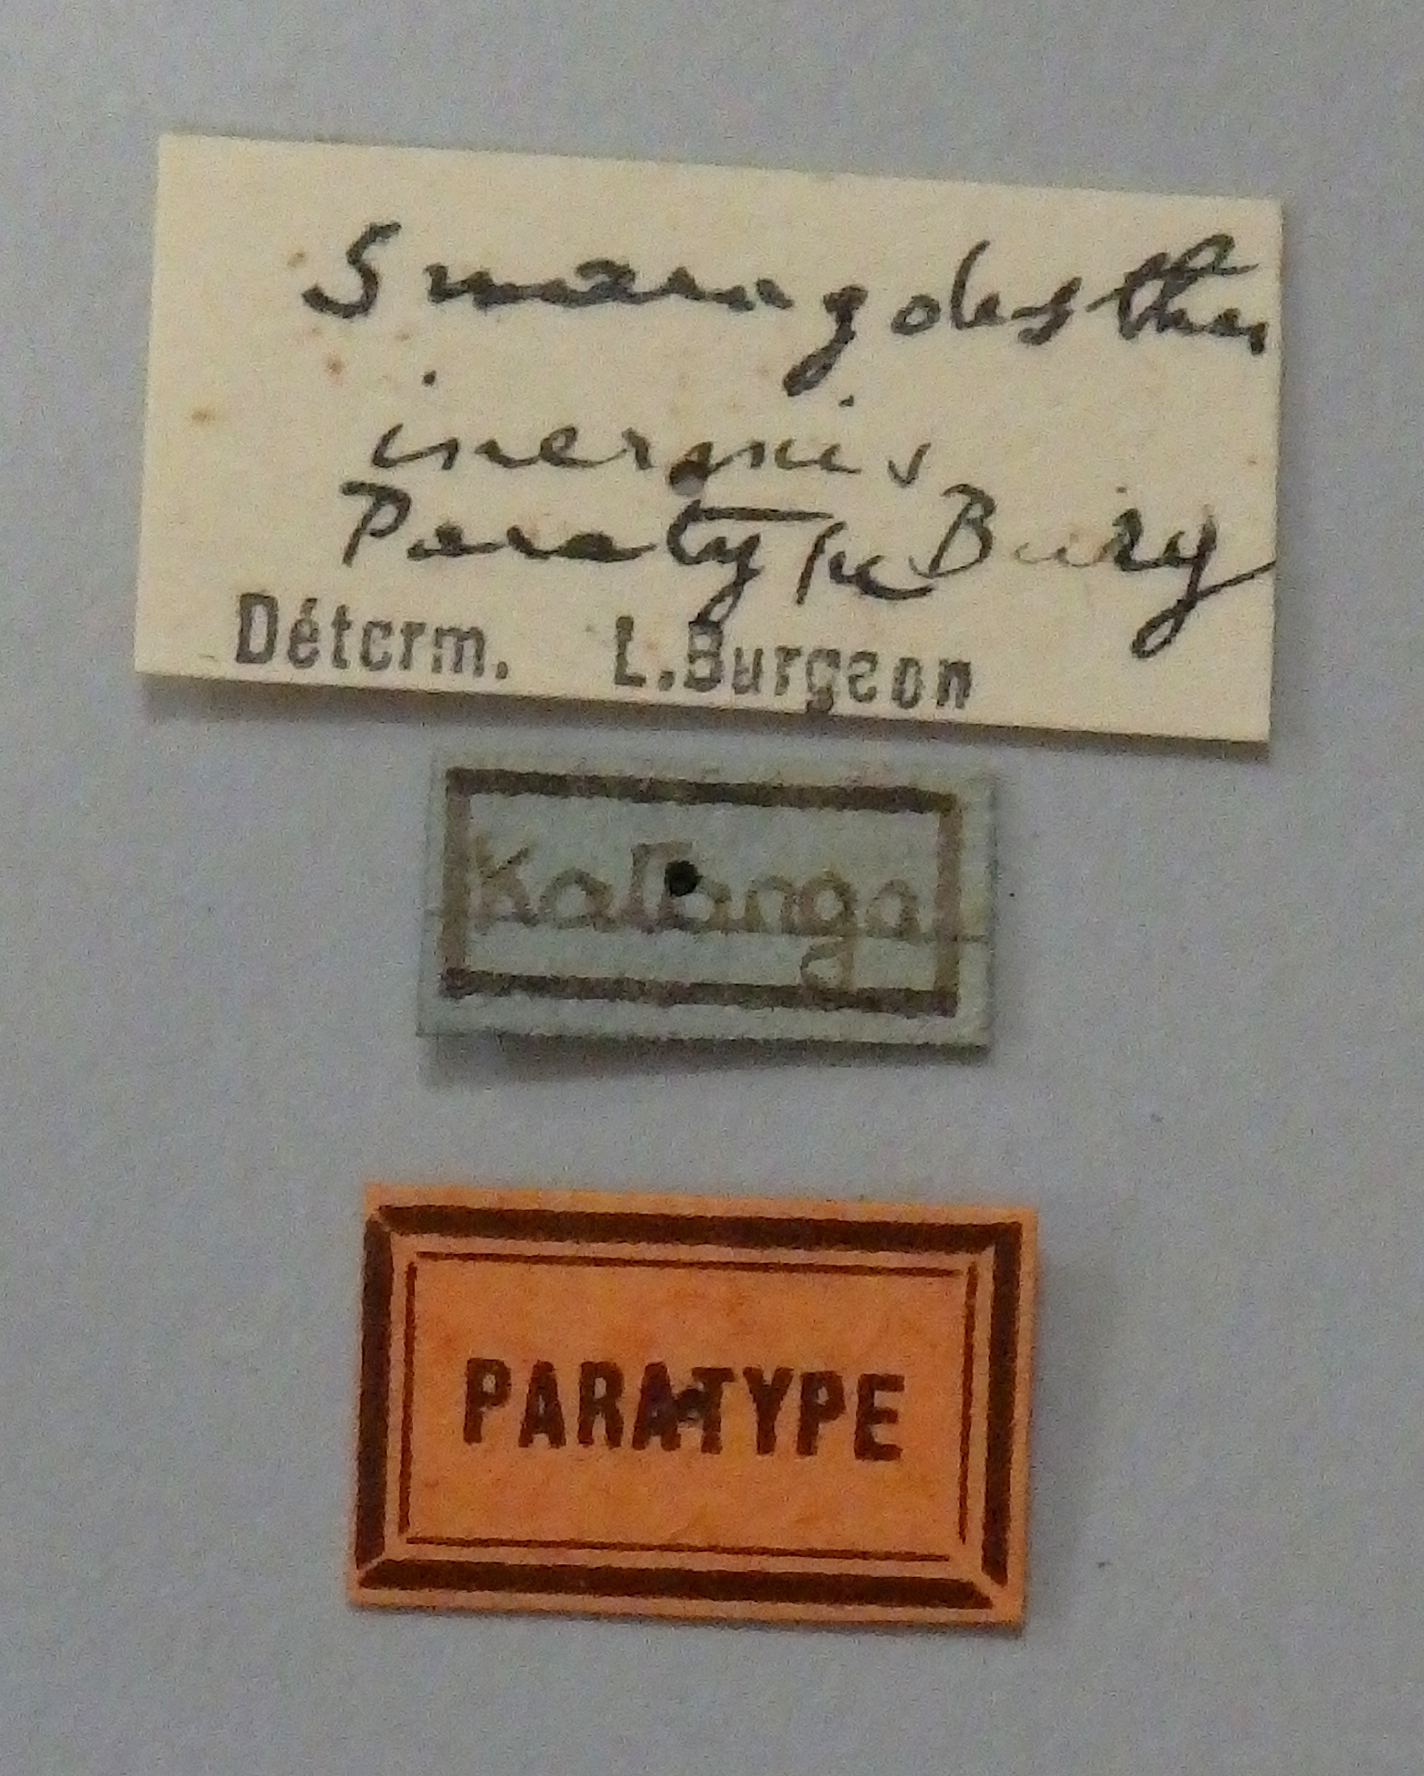 Smaragdesthes
inermis
Paratype Burg
Déterm. L.Burgeon
Katanga
PARATYPE